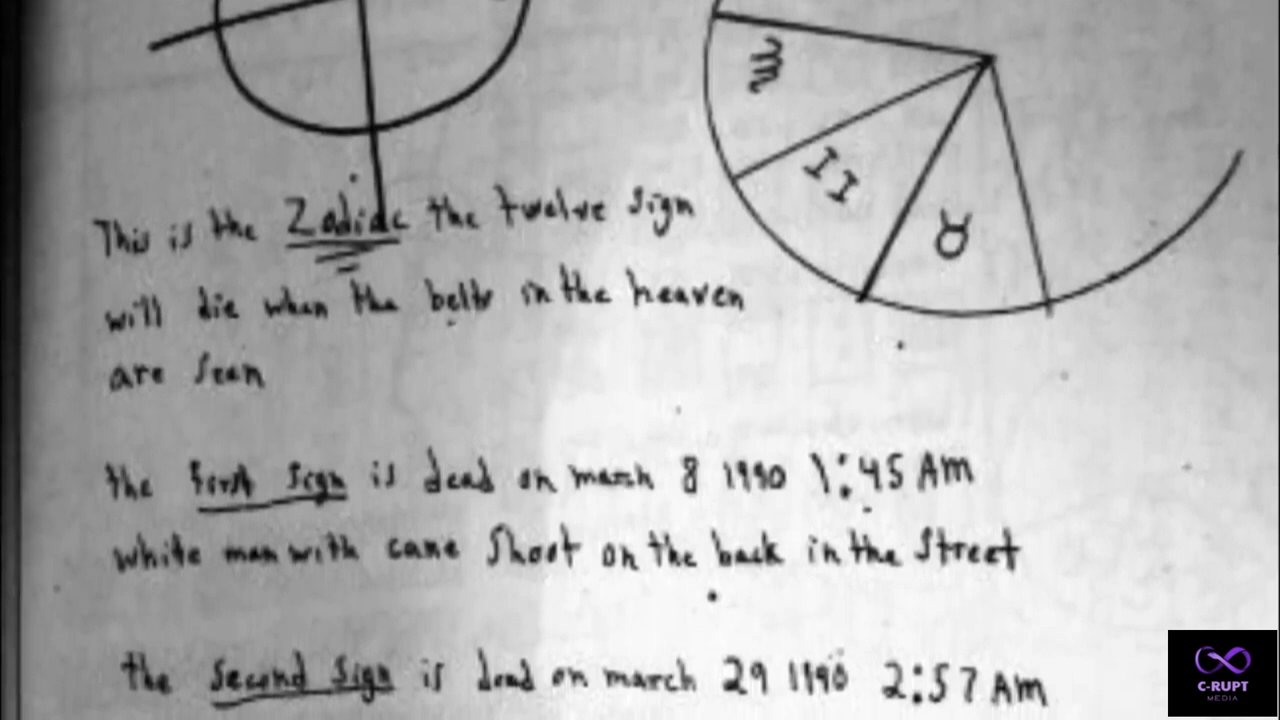 This is the Zodiac the twelve sign
will die when the belts in the heaven
are seen
the first sign is dead on march 8 1990 1:45 AM
white man with cane shoot on the back in the street
the second sign is dead on march 29 1990 2:57 AM
C-RUPT
MEDIA